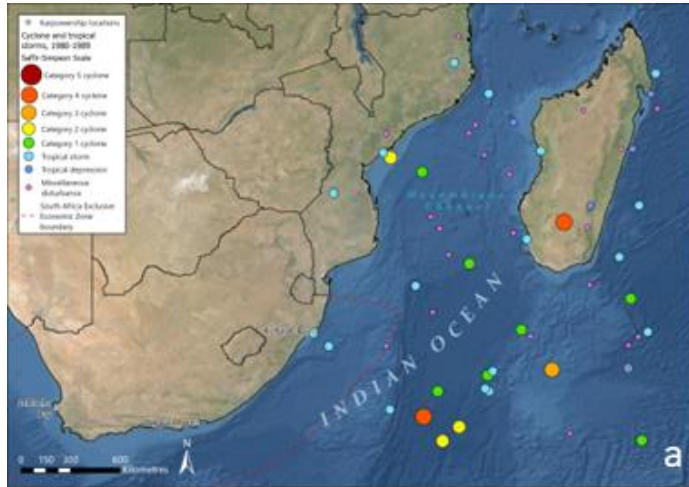 Karpowership locations
Cyclone and tropical
storms, 1980-1989
Saffir-Simpson Scale
Category 5 cyclone
Category 4 cyclone
Category 3 cyclone
Category 2 cyclone
Category 1 cyclone
Tropical storm
Tropical depression
Miscellaneous
disturbance
South Africa Exclusive
Economic Zone
Boundary
Mozambique
Channel
INDIAN OCEAN
N
0 150 300 600
Kilometres
a